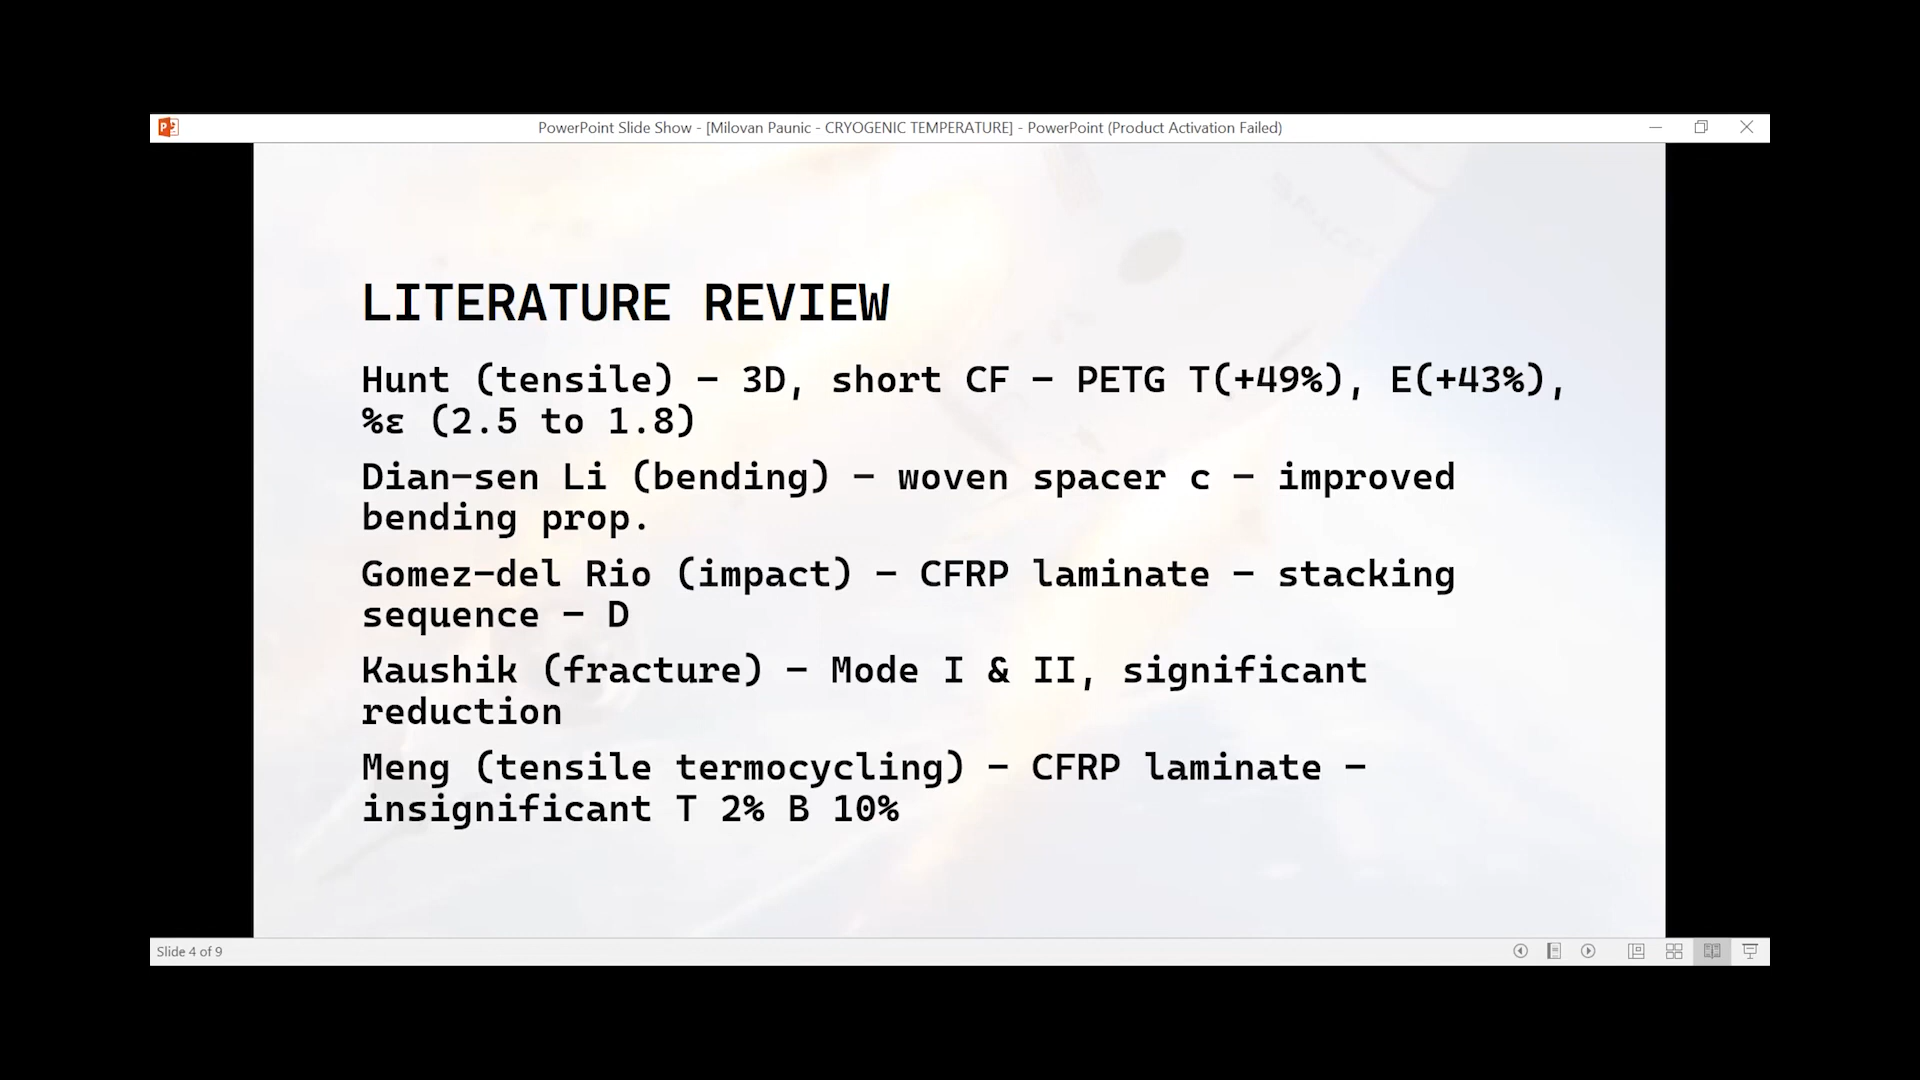 PowerPoint Slide Show - [Milovan Paunic - CRYOGENIC TEMPERATURE] - PowerPoint (Product Activation Failed)
LITERATURE REVIEW
Hunt (tensile) – 3D, short CF – PETG T(+49%), E(+43%),
%ε (2.5 to 1.8)
Dian-sen Li (bending) – woven spacer c – improved
bending prop.
Gomez-del Rio (impact) – CFRP laminate – stacking
sequence – D
Kaushik (fracture) – Mode I & II, significant
reduction
Meng (tensile termocycling) – CFRP laminate –
insignificant T 2% B 10%
Slide 4 of 9